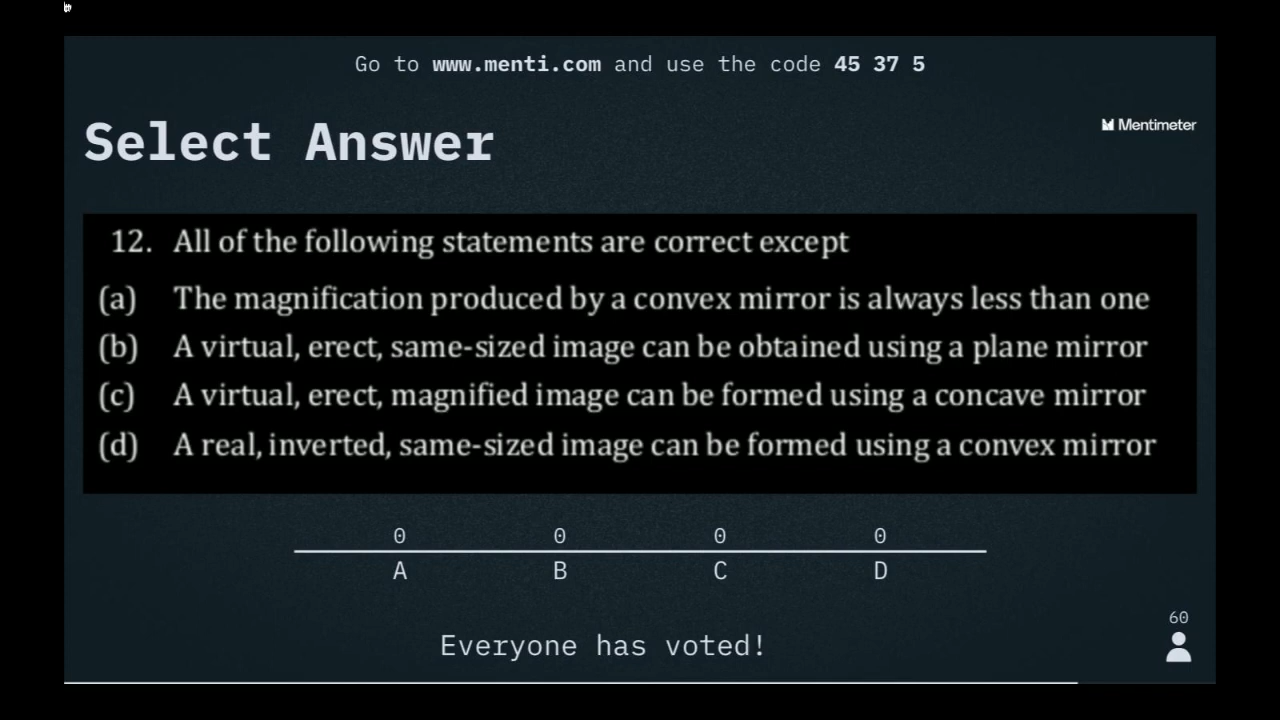 Go to www.menti.com and use the code 45 37 5
Select Answer
Mentimeter
12. All of the following statements are correct except
(a) The magnification produced by a convex mirror is always less than one
(b) A virtual, erect, same-sized image can be obtained using a plane mirror
(c) A virtual, erect, magnified image can be formed using a concave mirror
(d) A real, inverted, same-sized image can be formed using a convex mirror
0 0 0 0
A B C D
60
Everyone has voted!